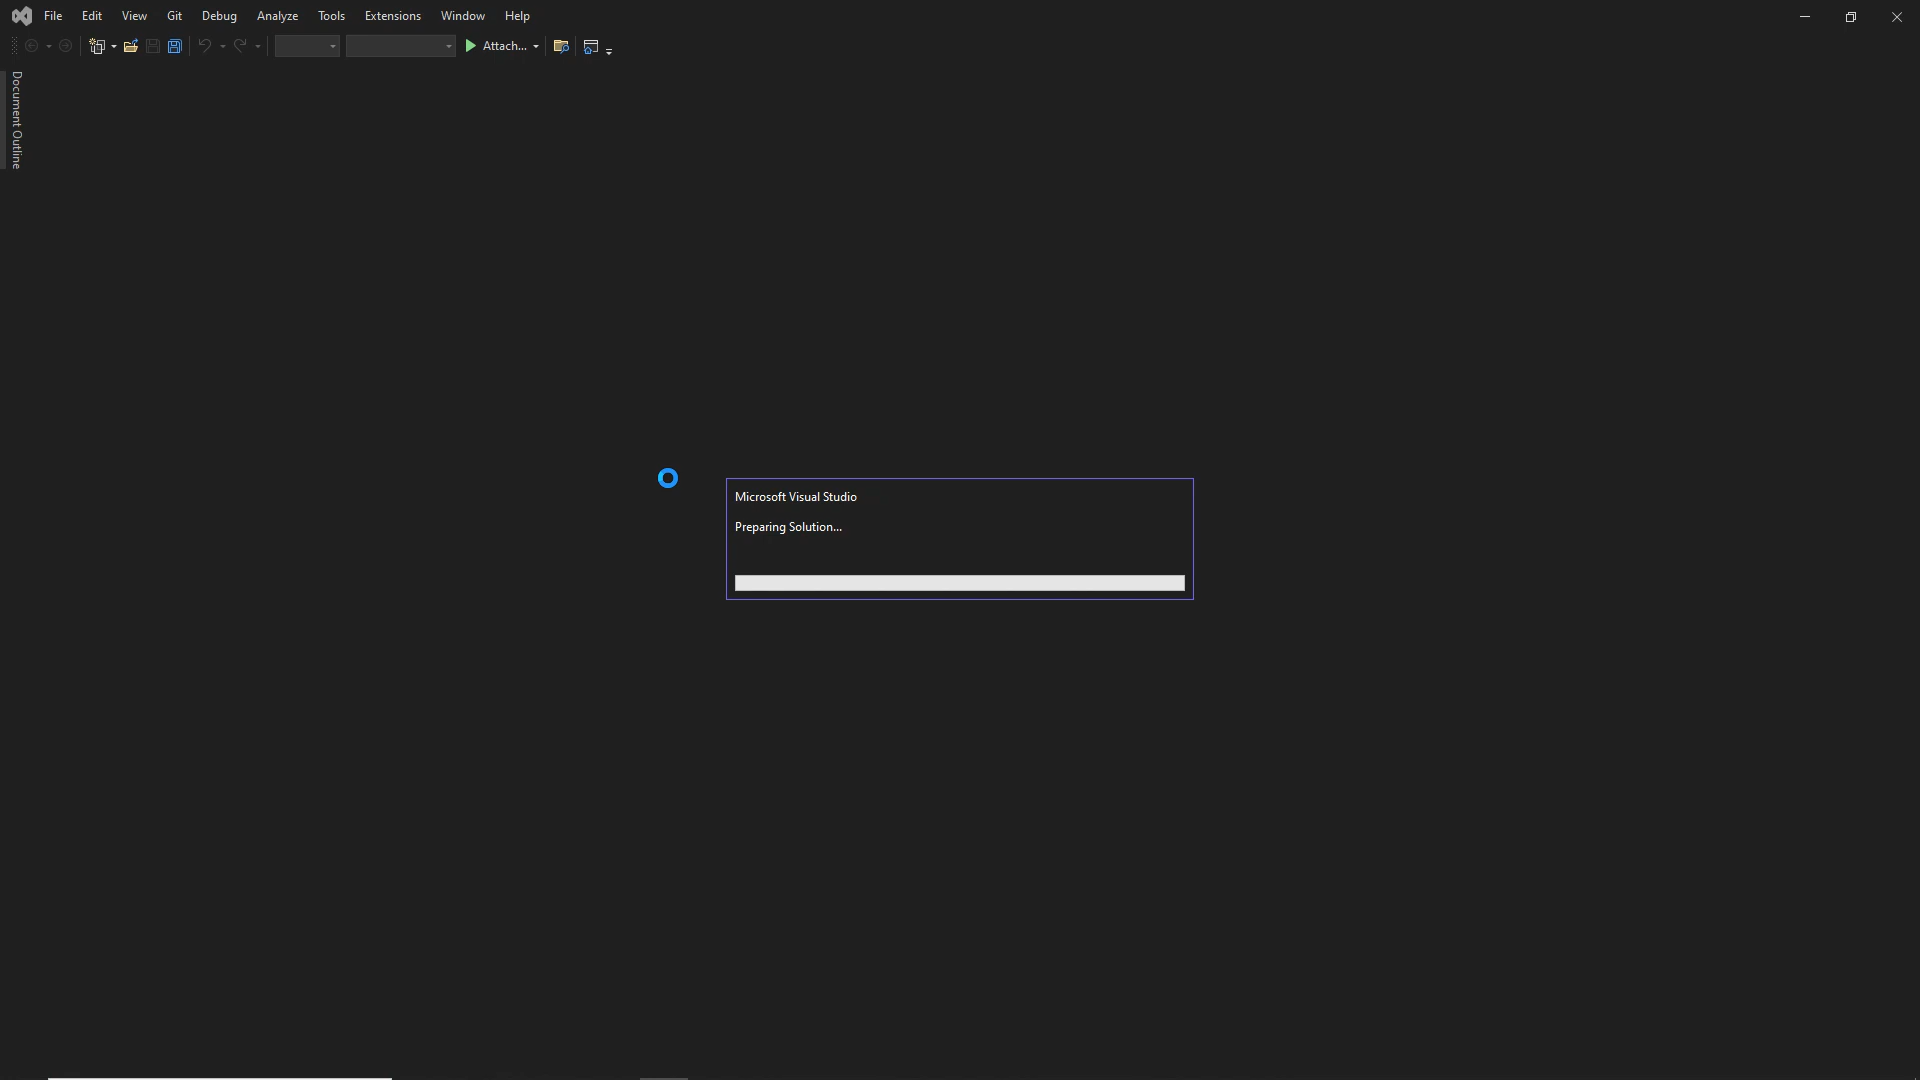 File Edit View Git Debug Analyze Tools Extensions Window Help
Attach...
Document Outline
Microsoft Visual Studio
Preparing Solution...